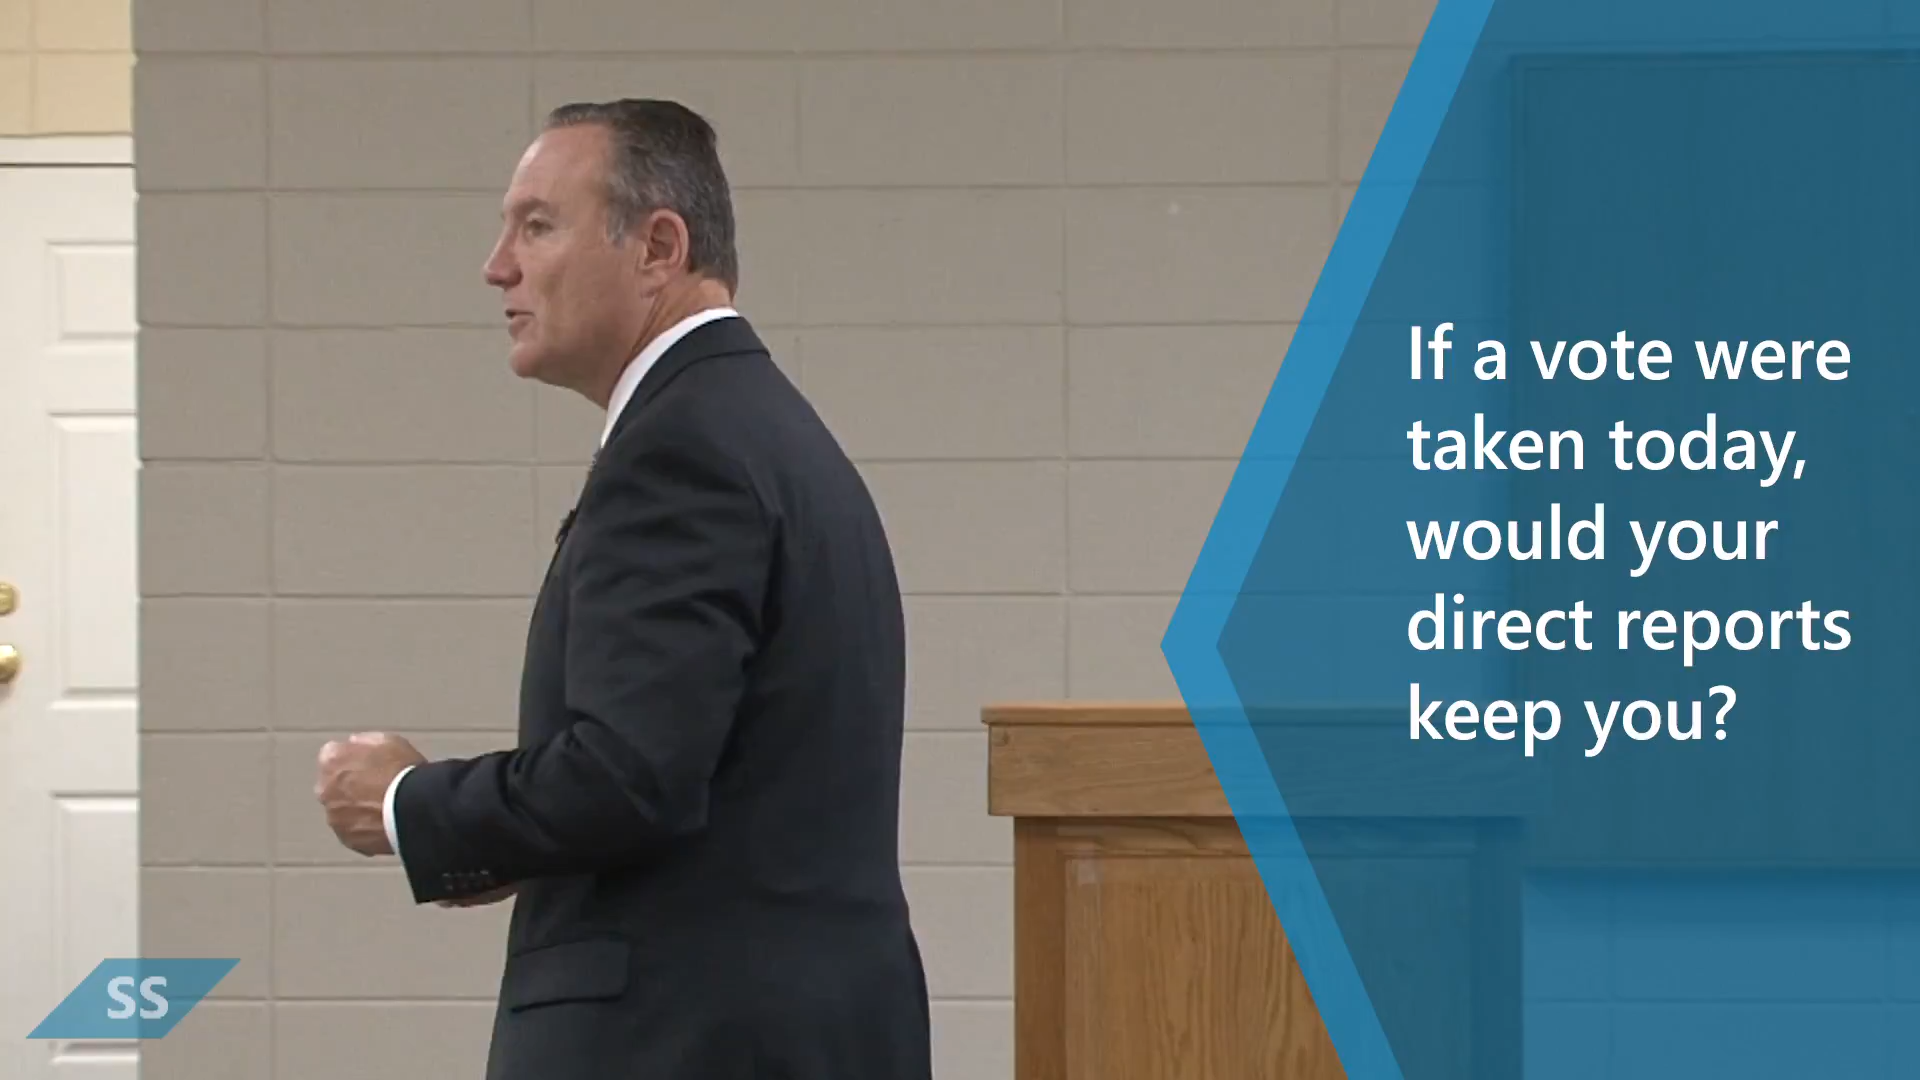 If a vote were
taken today,
would your
direct reports
keep you?
SS